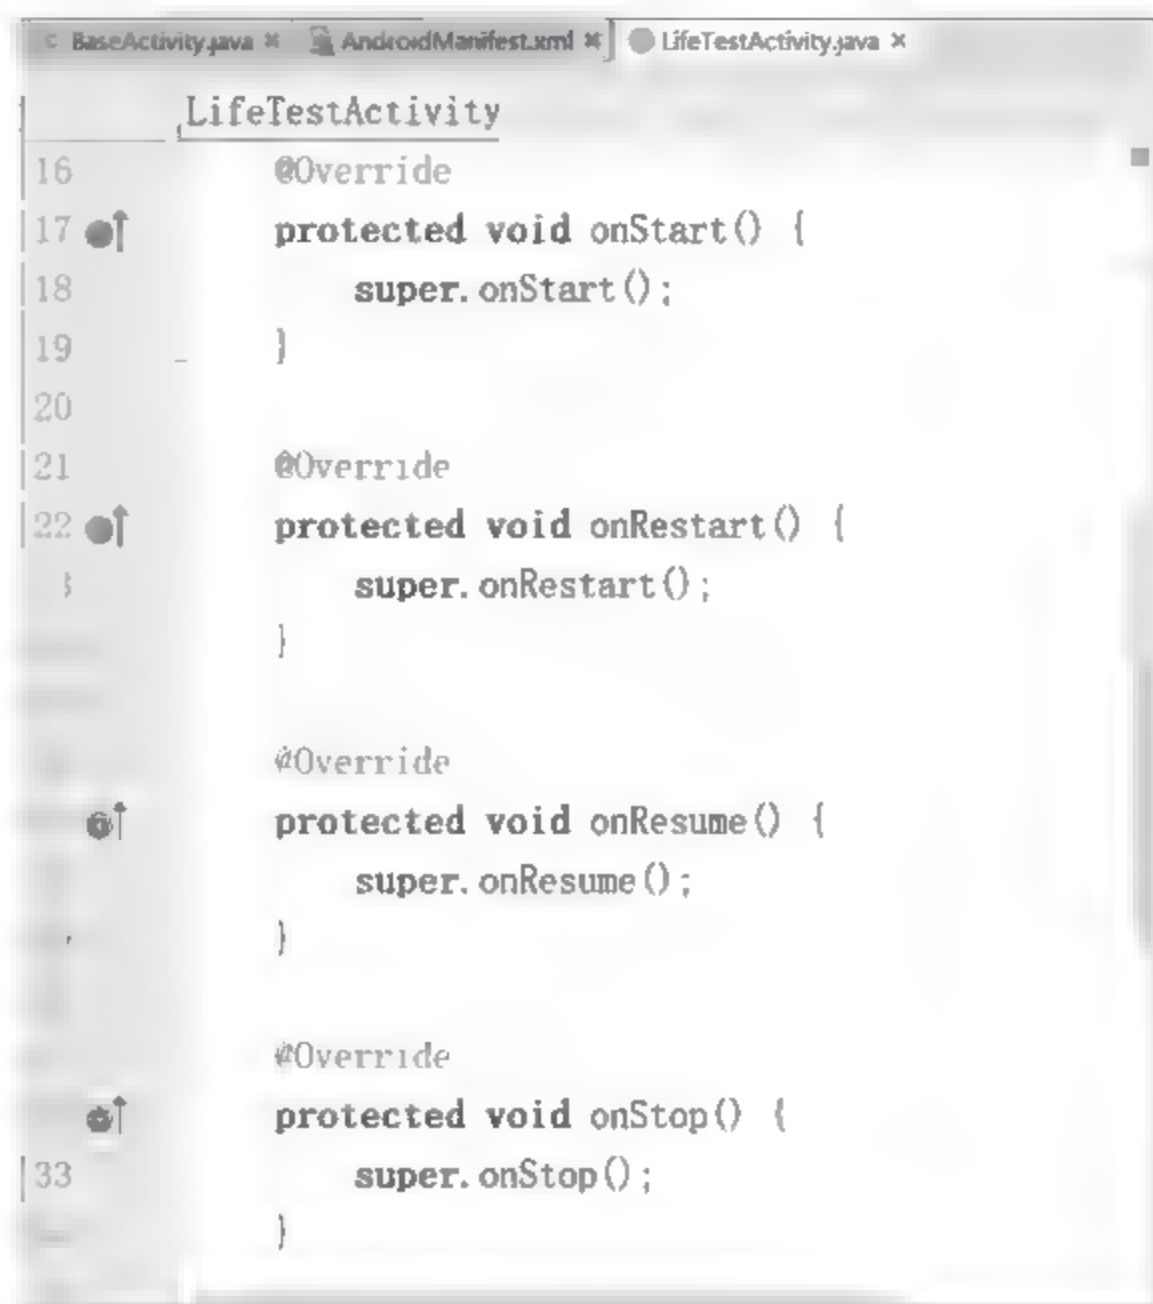 BaseActivity.java × AndroidManifest.xml × LifeTestActivity.java ×
LifeTestActivity
16 @Override
17 protected void onStart() {
18 super.onStart();
19 }
20
21 @Override
22 protected void onRestart() {
super.onRestart();
}
@Override
protected void onResume() {
super.onResume();
}
@Override
protected void onStop() {
33 super.onStop();
}